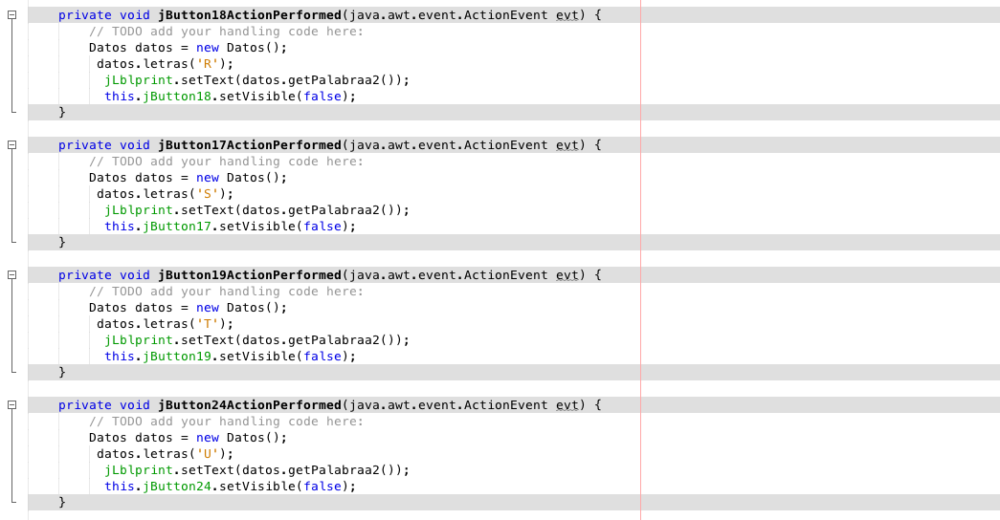 private void jButton18ActionPerformed(java.awt.event.ActionEvent evt) {
// TODO add your handling code here:
Datos datos = new Datos();
datos.letras('R');
jLblprint.setText(datos.getPalabraa2());
this.jButton18.setVisible(false);
}
private void jButton17ActionPerformed(java.awt.event.ActionEvent evt) {
// TODO add your handling code here:
Datos datos = new Datos();
datos.letras('S');
jLblprint.setText(datos.getPalabraa2());
this.jButton17.setVisible(false);
}
private void jButton19ActionPerformed(java.awt.event.ActionEvent evt) {
// TODO add your handling code here:
Datos datos = new Datos();
datos.letras('T');
jLblprint.setText(datos.getPalabraa2());
this.jButton19.setVisible(false);
}
private void jButton24ActionPerformed(java.awt.event.ActionEvent evt) {
// TODO add your handling code here:
Datos datos = new Datos();
datos.letras('U');
jLblprint.setText(datos.getPalabraa2());
this.jButton24.setVisible(false);
}